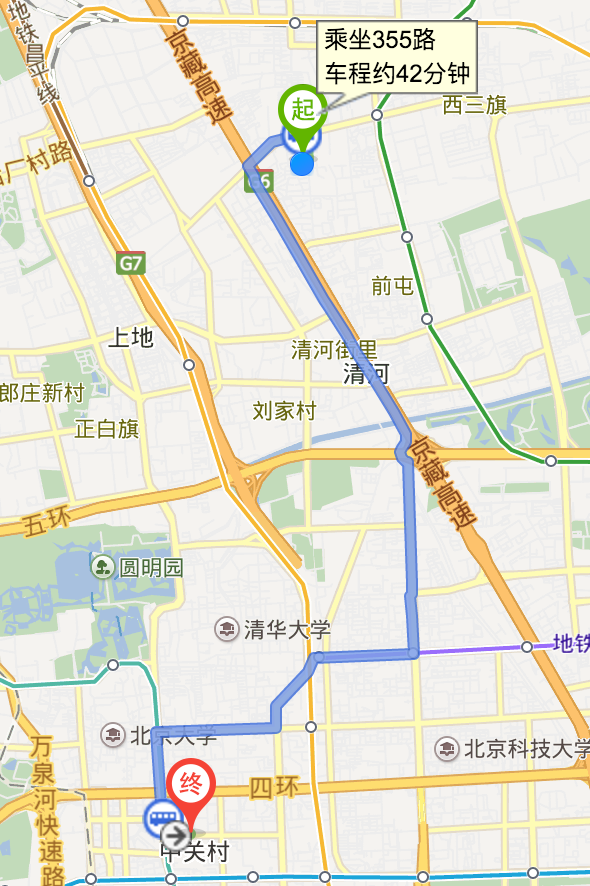 地铁昌平线
京藏高速
乘坐355路
车程约42分钟
起
西三旗
厂村路
G6
G7
前屯
上地
清河街里
清河
郎庄新村
刘家村
正白旗
京藏高速
五环
圆明园
清华大学
地铁
北京大学
北京科技大学
万泉河快速路
终
四环
中关村